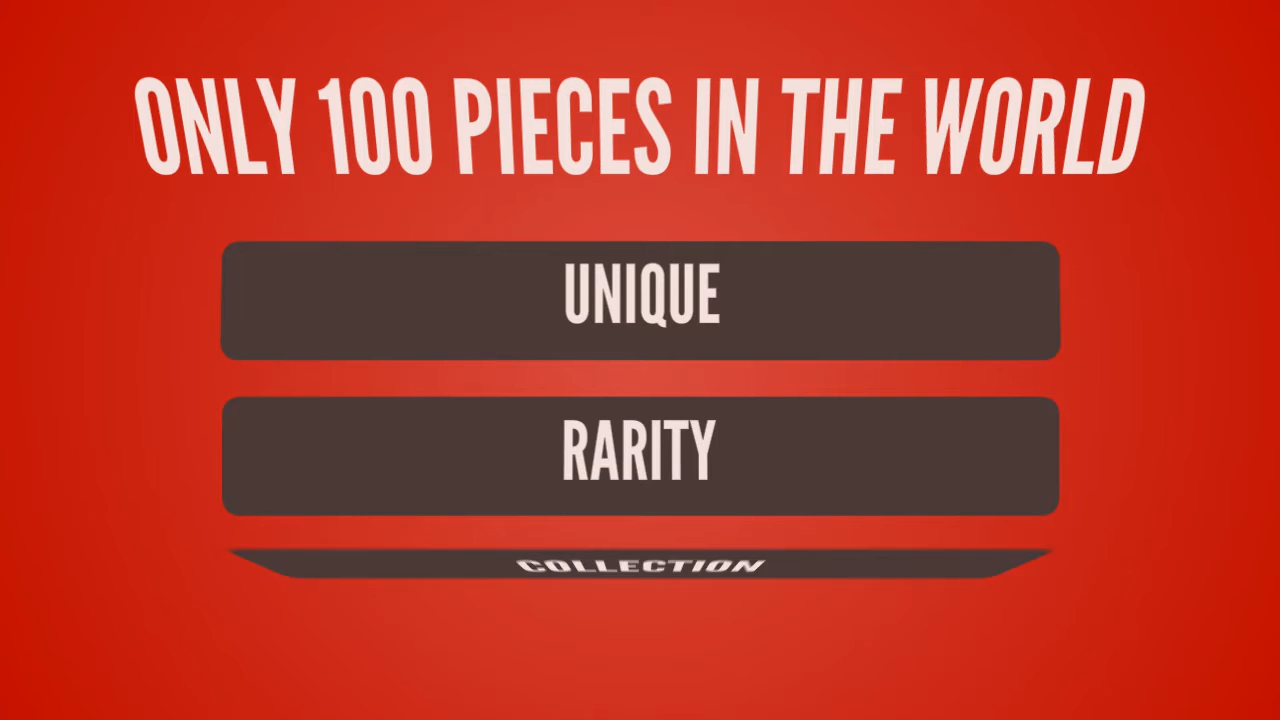 ONLY 100 PIECES IN THE WORLD
UNIQUE
RARITY
COLLECTION